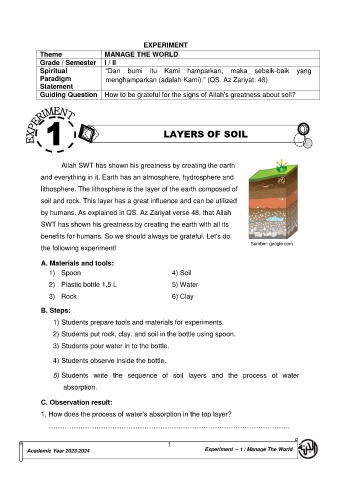 EXPERIMENT
Theme MANAGE THE WORLD
Grade / Semester I / II
Spiritual Paradigm Statement "Dan bumi itu Kami hamparkan, maka sebaik-baik yang
menghamparkan (adalah Kami)." (QS. Az Zariyat: 48)
Guiding Question How to be grateful for the signs of Allah's greatness about soil?
EXPERIMENT
1
LAYERS OF SOIL
Allah SWT has shown his greatness by creating the earth
and everything in it. Earth has an atmosphere, hydrosphere and
lithosphere. The lithosphere is the layer of the earth composed of
soil and rock. This layer has a great influence and can be utilized
by humans. As explained in QS. Az Zariyat verse 48, that Allah
SWT has shown his greatness by creating the earth with all its
benefits for humans. So we should always be grateful. Let's do
the following experiment!
Sumber: google.com
A. Materials and tools:
1) Spoon
2) Plastic bottle 1,5 L
3) Rock
4) Soil
5) Water
6) Clay
B. Steps:
1) Students prepare tools and materials for experiments.
2) Students put rock, clay, and soil in the bottle using spoon.
3) Students pour water in to the bottle.
4) Students observe inside the bottle.
5) Students write the sequence of soil layers and the process of water
absorption.
C. Observation result:
1. How does the process of water's absorption in the top layer?
1
Academic Year 2023-2024
Experiment – 1 / Manage The World